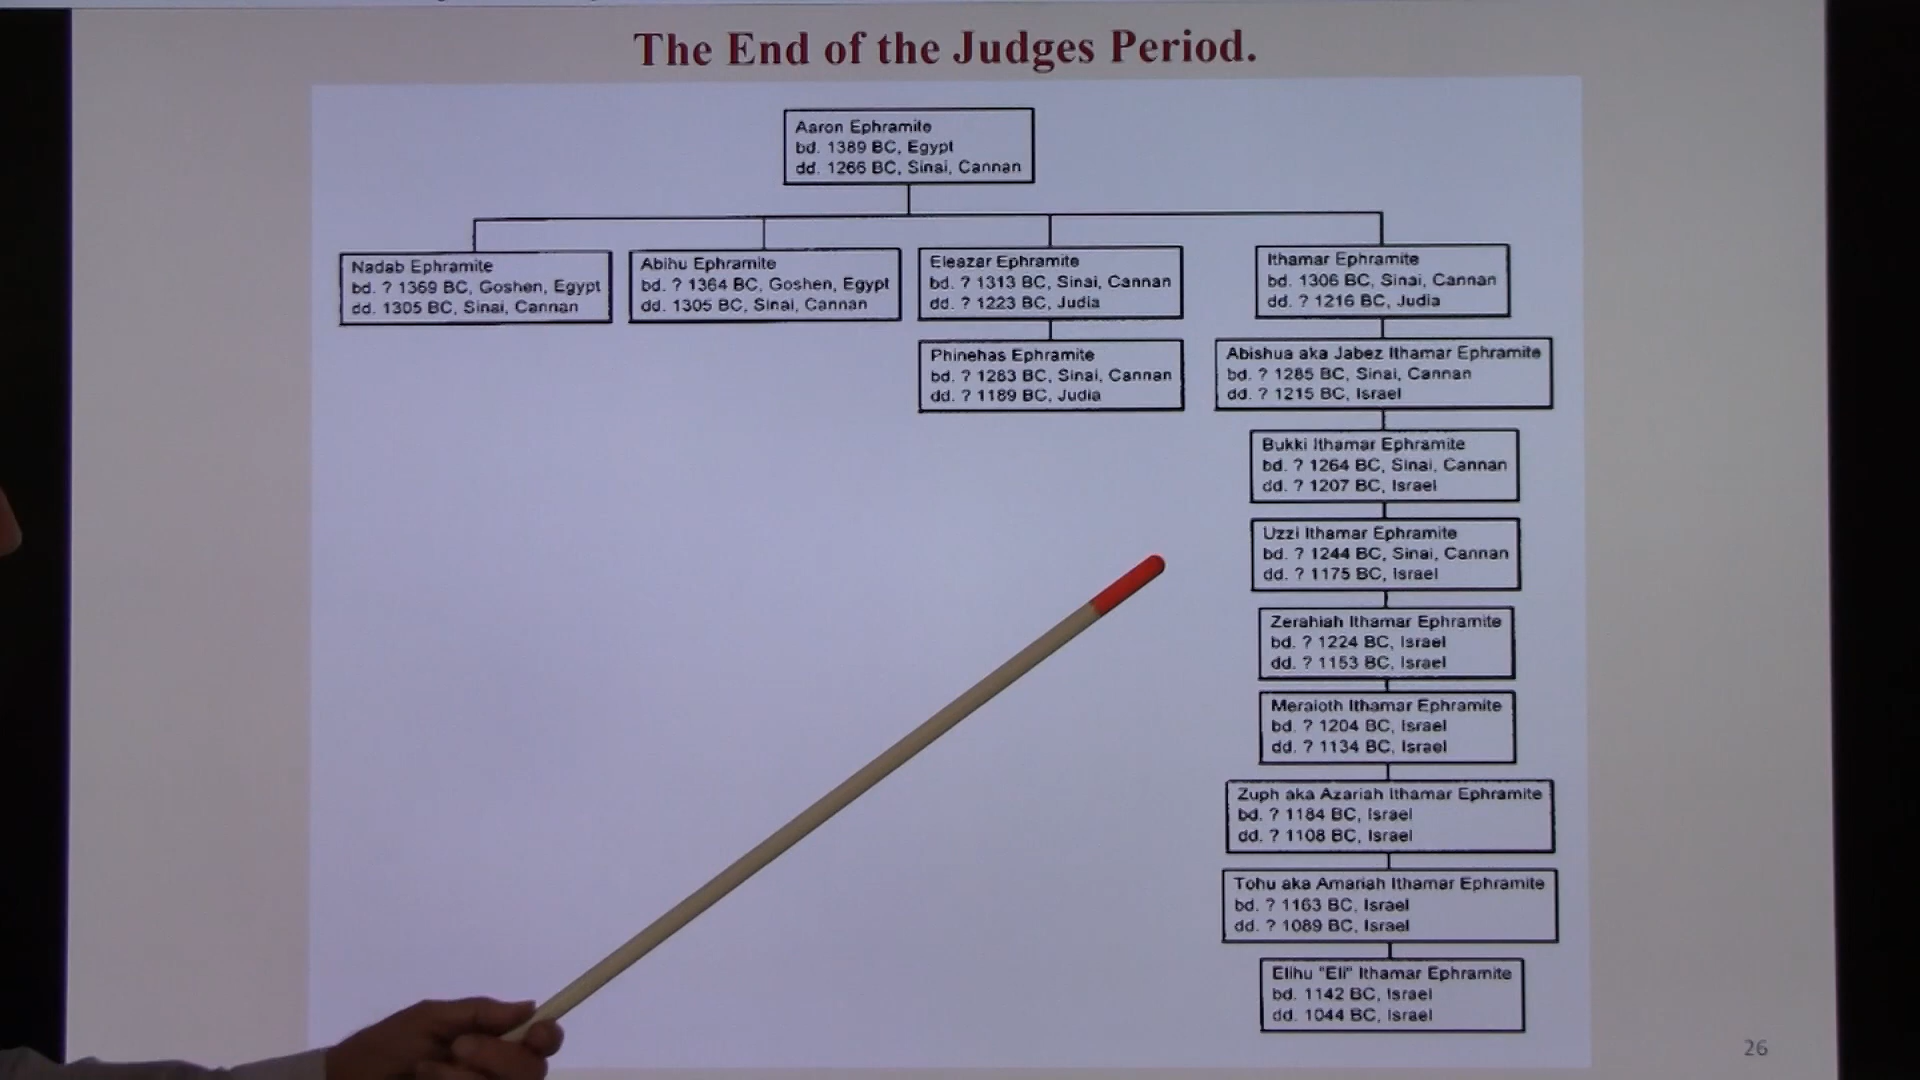 The End of the Judges Period.
Aaron Ephramite
bd. 1389 BC, Egypt
dd. 1266 BC, Sinai, Cannan
Nadab Ephramite
bd. ? 1369 BC, Goshen, Egypt
dd. 1305 BC, Sinai, Cannan
Abihu Ephramite
bd. ? 1364 BC, Goshen, Egypt
dd. 1305 BC, Sinai, Cannan
Eleazar Ephramite
bd. ? 1313 BC, Sinai, Cannan
dd. ? 1223 BC, Judia
Ithamar Ephramite
bd. 1306 BC, Sinai, Cannan
dd. ? 1216 BC, Judia
Phinehas Ephramite
bd. ? 1283 BC, Sinai, Cannan
dd. ? 1189 BC, Judia
Abishua aka Jabez Ithamar Ephramite
bd. ? 1285 BC, Sinai, Cannan
dd. ? 1215 BC, Israel
Bukki Ithamar Ephramite
bd. ? 1264 BC, Sinai, Cannan
dd. ? 1207 BC, Israel
Uzzi Ithamar Ephramite
bd. ? 1244 BC, Sinai, Cannan
dd. ? 1175 BC, Israel
Zerahiah Ithamar Ephramite
bd. ? 1224 BC, Israel
dd. ? 1153 BC, Israel
Meraioth Ithamar Ephramite
bd. ? 1204 BC, Israel
dd. ? 1134 BC, Israel
Zuph aka Azariah Ithamar Ephramite
bd. ? 1184 BC, Israel
dd. ? 1108 BC, Israel
Tohu aka Amariah Ithamar Ephramite
bd. ? 1163 BC, Israel
dd. ? 1089 BC, Israel
Elihu "Eli" Ithamar Ephramite
bd. 1142 BC, Israel
dd. 1044 BC, Israel
26